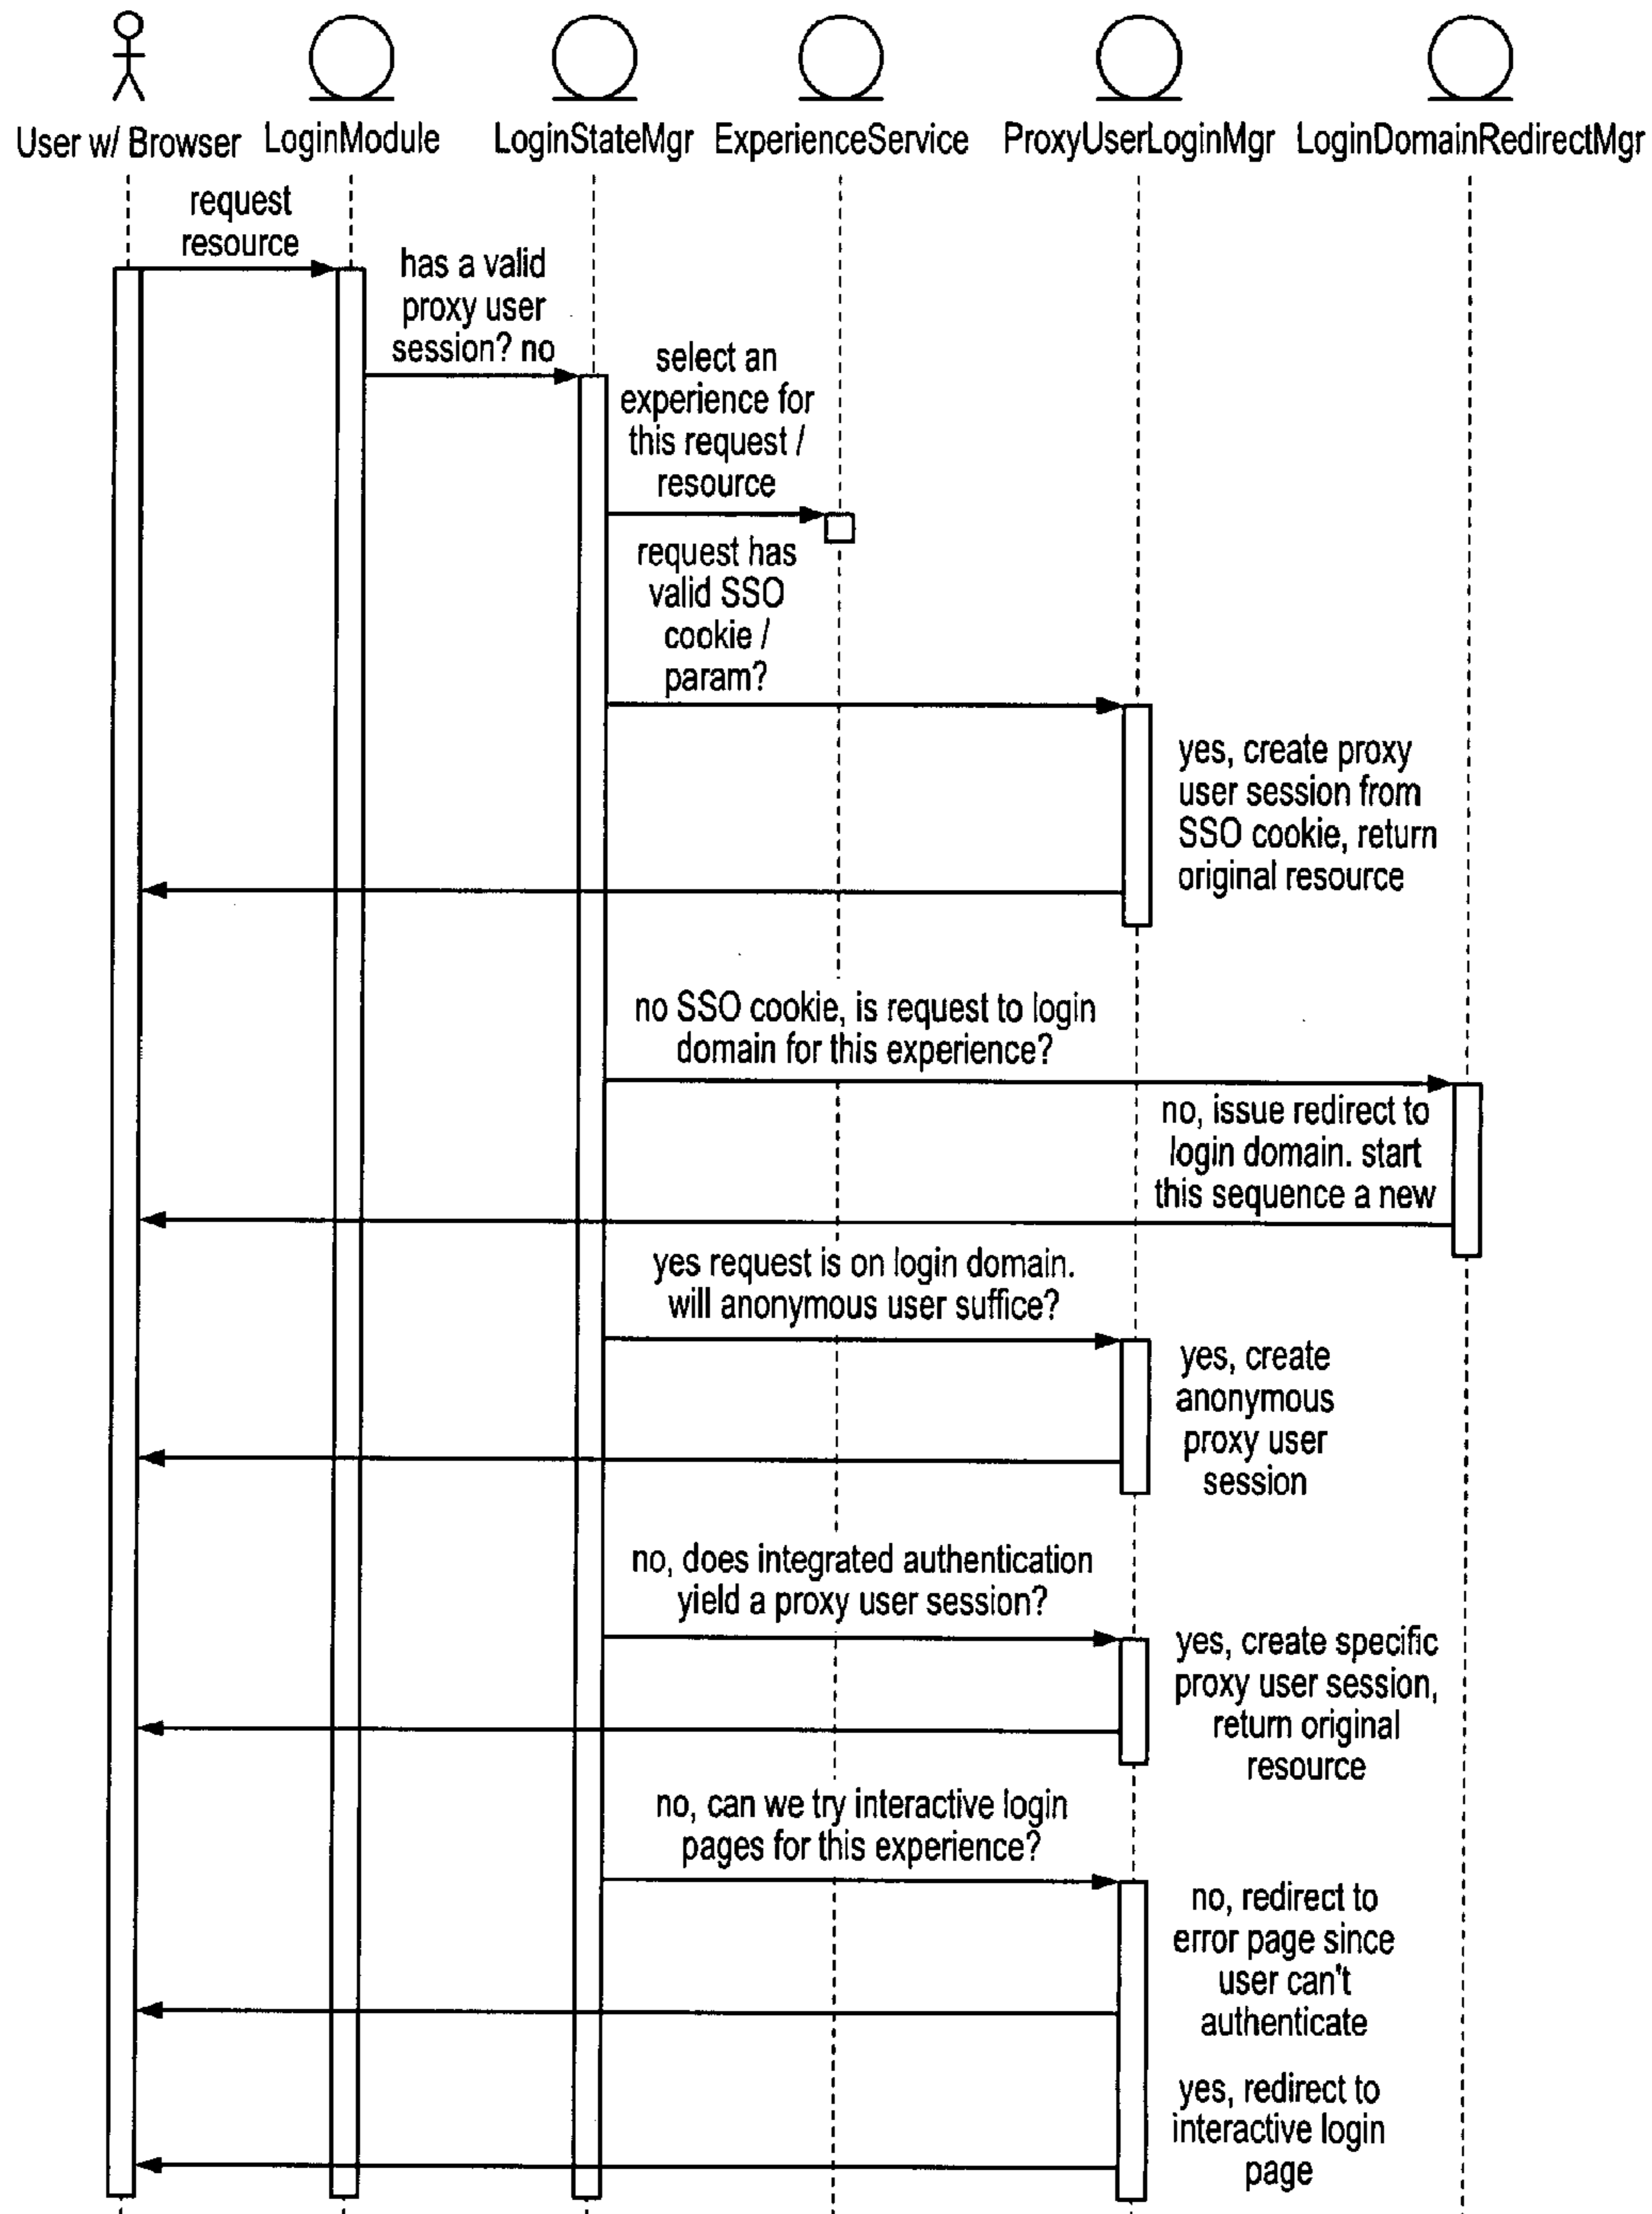 User w/ Browser
LoginModule
LoginStateMgr
ExperienceService
ProxyUserLoginMgr
LoginDomainRedirectMgr
request
resource
has a valid
proxy user
session? no
select an
experience for
this request /
resource
request has
valid SSO
cookie /
param?
yes, create proxy
user session from
SSO cookie, return
original resource
no SSO cookie, is request to login
domain for this experience?
no, issue redirect to
login domain. start
this sequence a new
yes request is on login domain.
will anonymous user suffice?
yes, create
anonymous
proxy user
session
no, does integrated authentication
yield a proxy user session?
yes, create specific
proxy user session,
return original
resource
no, can we try interactive login
pages for this experience?
no, redirect to
error page since
user can't
authenticate
yes, redirect to
interactive login
page